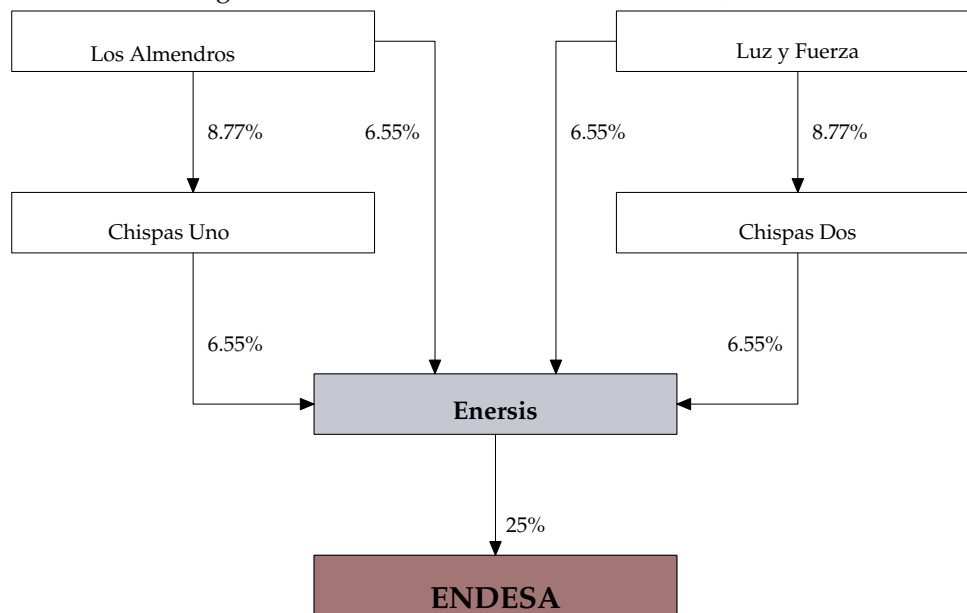 Los Almendros
Luz y Fuerza
8.77%
6.55%
6.55%
8.77%
Chispas Uno
Chispas Dos
6.55%
6.55%
Enersis
25%
ENDESA